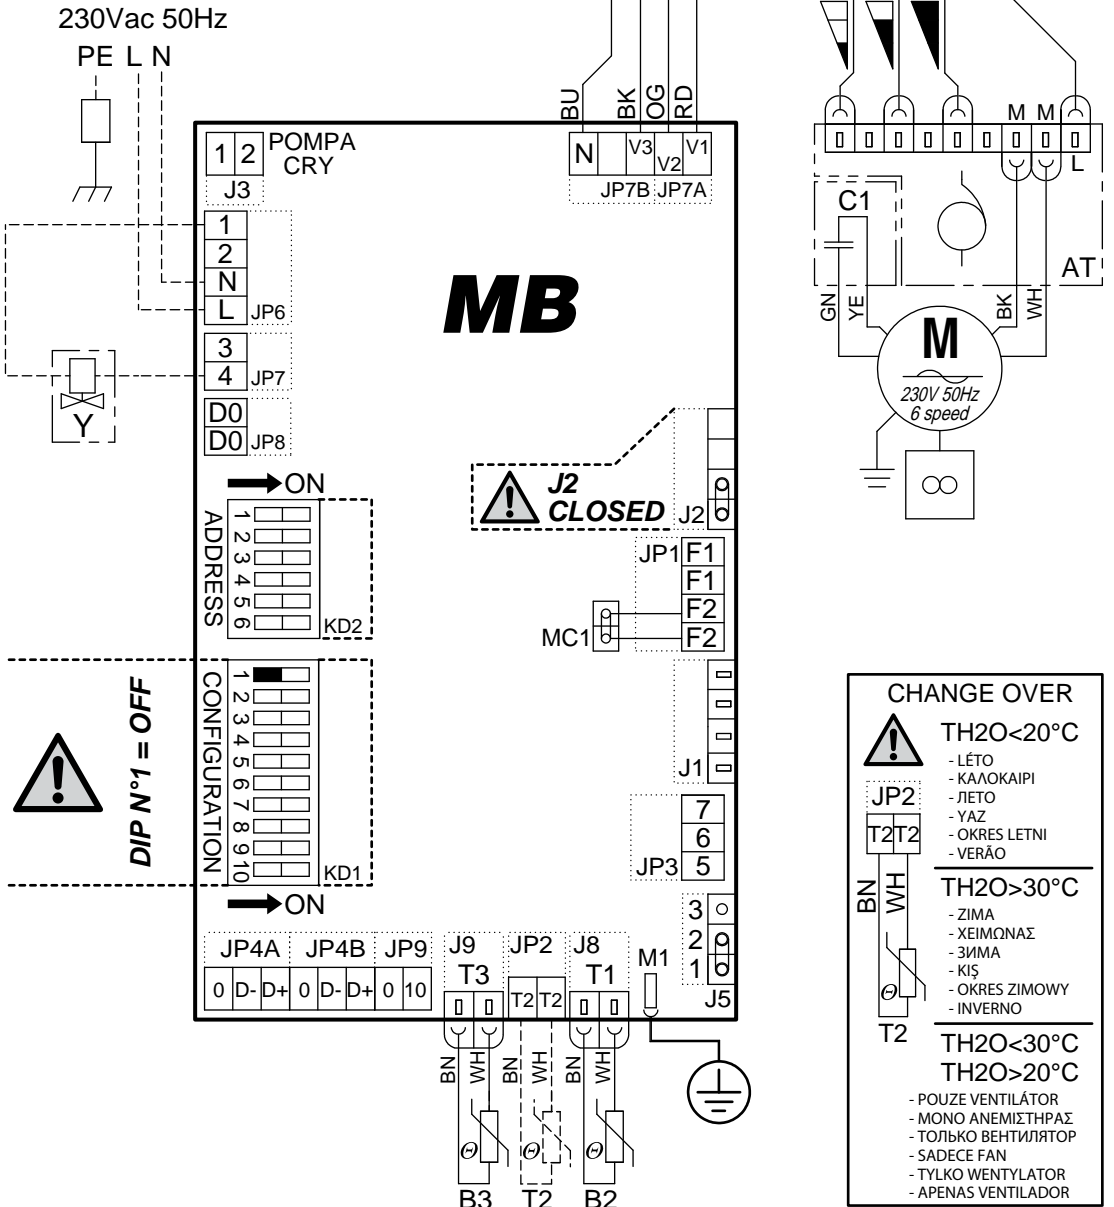 230Vac 50Hz
PE L N
BU
BK
OG
RD
1 2
POMPA
CRY
J3
N
V3
V2
V1
JP7B
JP7A
1
2
N
L
JP6
3
4
JP7
Y
D0
D0
JP8
MB
ON
ADDRESS
1
2
3
4
5
6
KD2
J2
CLOSED
J2
JP1
F1
F1
F2
F2
MC1
DIP N°1 = OFF
CONFIGURATION
1
2
3
4
5
6
7
8
9
10
KD1
ON
J1
7
6
5
JP3
3
2
1
J5
JP4A
JP4B
JP9
0 D- D+ 0 D- D+ 0 10
J9
T3
JP2
T2 T2
J8
T1
M1
BN
WH
BN
WH
BN
WH
Θ
Θ
Θ
B3
T2
B2
M M
L
C1
AT
GN
YE
BK
WH
M
230V 50Hz
6 speed
CHANGE OVER
TH2O<20°C
- LÉTO
- ΚΑΛΟΚΑΙΡΙ
- ЛЕТО
- YAZ
- OKRES LETNI
- VERÃO
JP2
T2 T2
BN
WH
Θ
T2
TH2O>30°C
- ZIMA
- ΧΕΙΜΩΝΑΣ
- ЗИМА
- KIŞ
- OKRES ZIMOWY
- INVERNO
TH2O<30°C
TH2O>20°C
- POUZE VENTILÁTOR
- ΜΟΝΟ ΑΝΕΜΙΣΤΗΡΑΣ
- ТОЛЬКО ВЕНТИЛЯТОР
- SADECE FAN
- TYLKO WENTYLATOR
- APENAS VENTILADOR